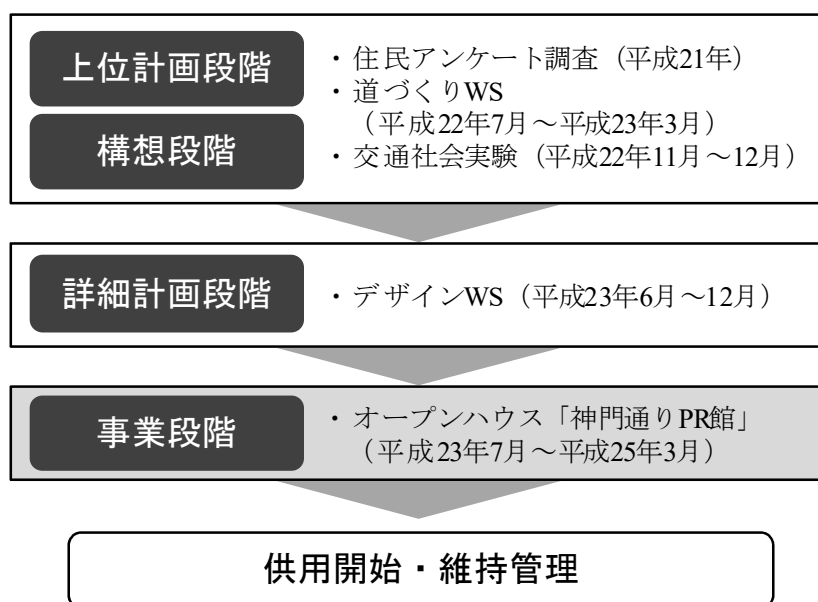 上位計画段階
構想段階
・住民アンケート調査（平成21年）
・道づくりWS
（平成22年7月～平成23年3月）
・交通社会実験（平成22年11月～12月）
詳細計画段階
・デザインWS（平成23年6月～12月）
事業段階
・オープンハウス「神門通りPR館」
（平成23年7月～平成25年3月）
供用開始・維持管理